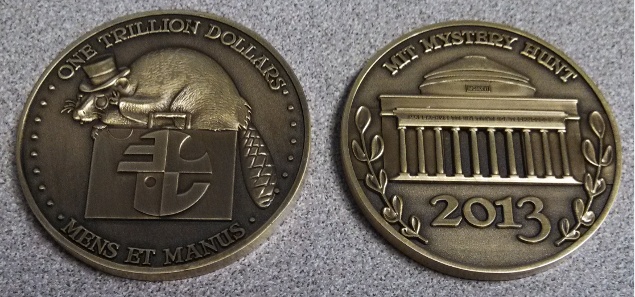 ONE TRILLION DOLLARS
MENS ET MANUS
MIT MYSTERY HUNT
2013